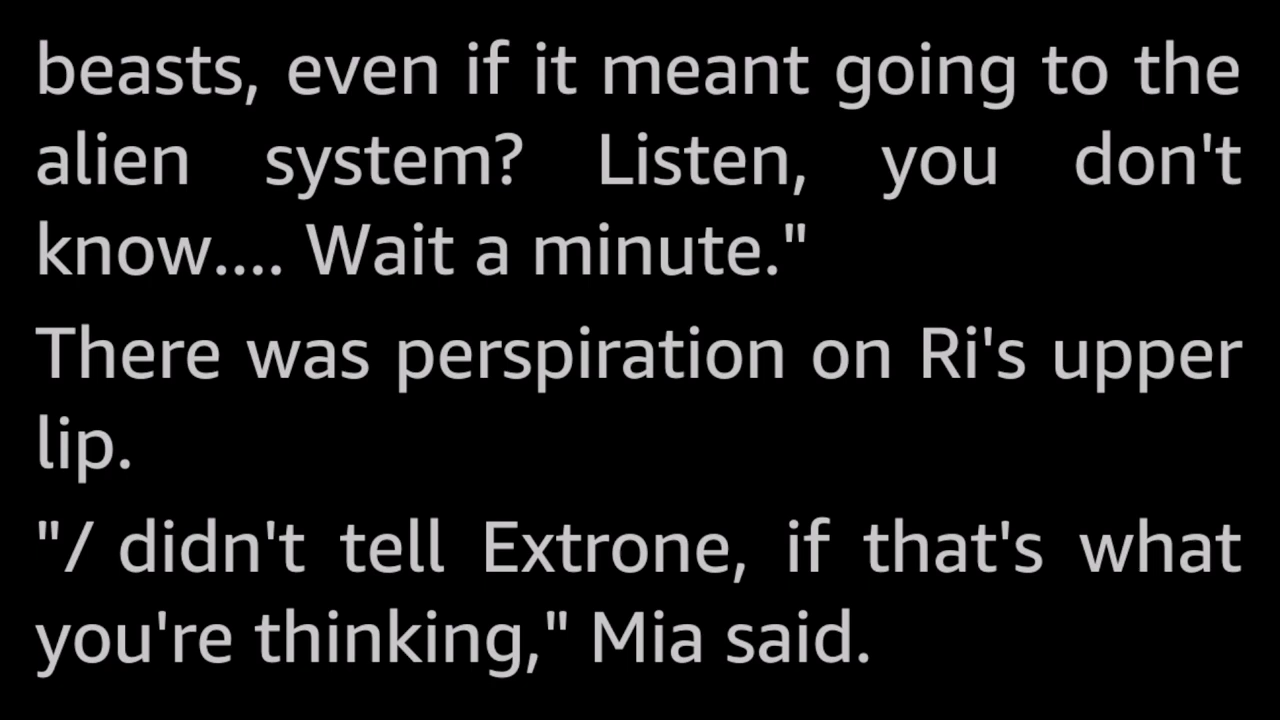 beasts, even if it meant going to the
alien system? Listen, you don't
know.... Wait a minute."
There was perspiration on Ri's upper
lip.
"I didn't tell Extrone, if that's what
you're thinking," Mia said.